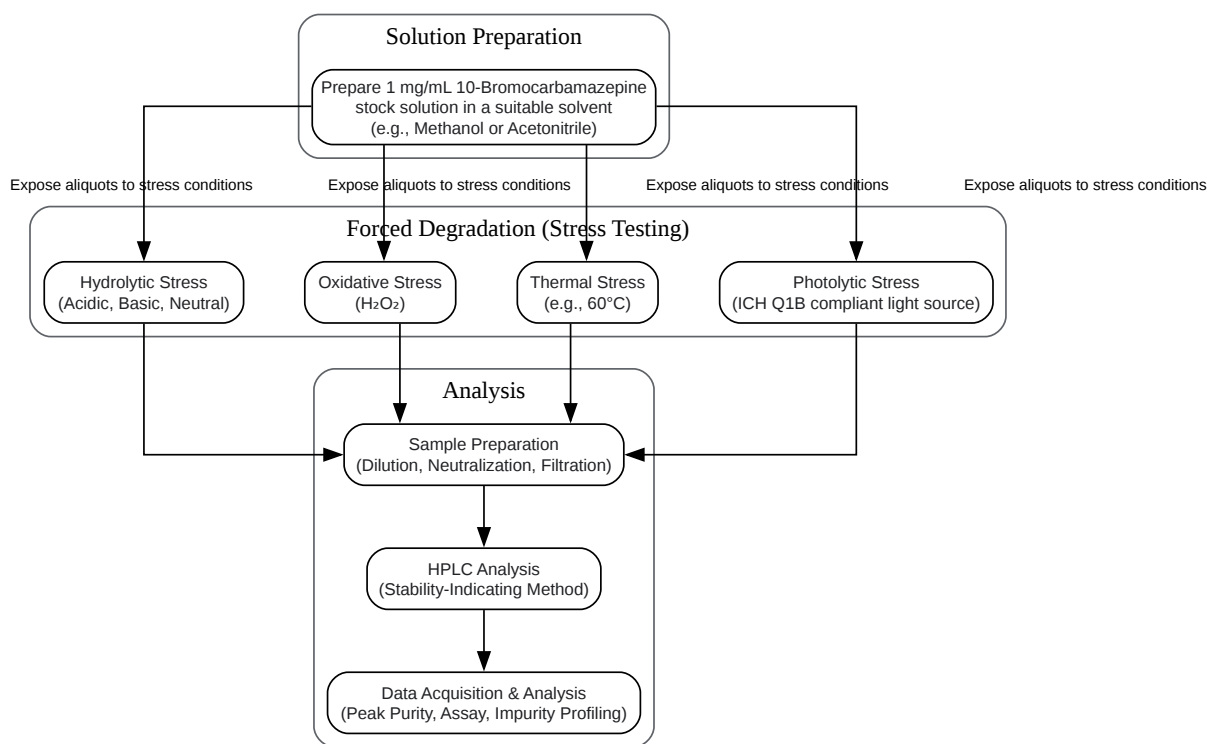 Solution Preparation
Prepare 1 mg/mL 10-Bromocarbamazepine
stock solution in a suitable solvent
(e.g., Methanol or Acetonitrile)
Expose aliquots to stress conditions
Expose aliquots to stress conditions
Expose aliquots to stress conditions
Expose aliquots to stress conditions
Forced Degradation (Stress Testing)
Hydrolytic Stress
(Acidic, Basic, Neutral)
Oxidative Stress
(H₂O₂)
Thermal Stress
(e.g., 60°C)
Photolytic Stress
(ICH Q1B compliant light source)
Analysis
Sample Preparation
(Dilution, Neutralization, Filtration)
HPLC Analysis
(Stability-Indicating Method)
Data Acquisition & Analysis
(Peak Purity, Assay, Impurity Profiling)